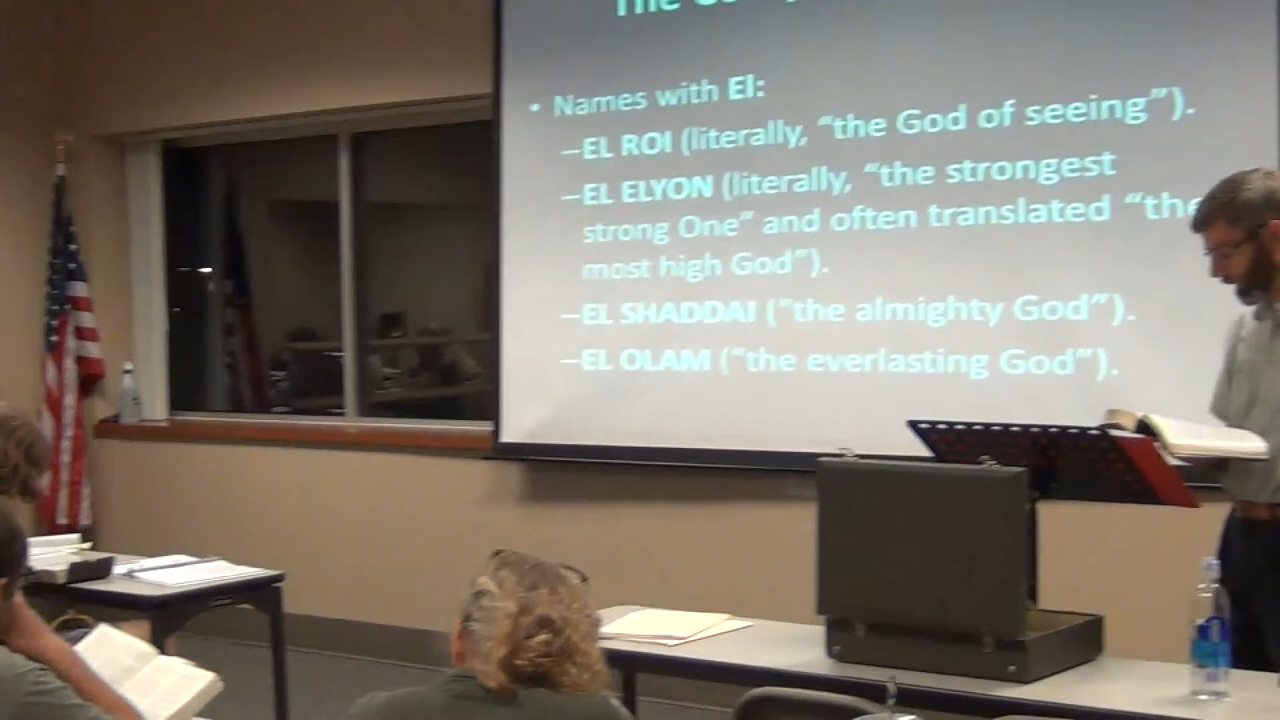 The
• Names with El:
–EL ROI (literally, “the God of seeing”).
–EL ELYON (literally, “the strongest
strong One” and often translated “the
most high God”).
–EL SHADDAI (“the almighty God”).
–EL OLAM (“the everlasting God”).